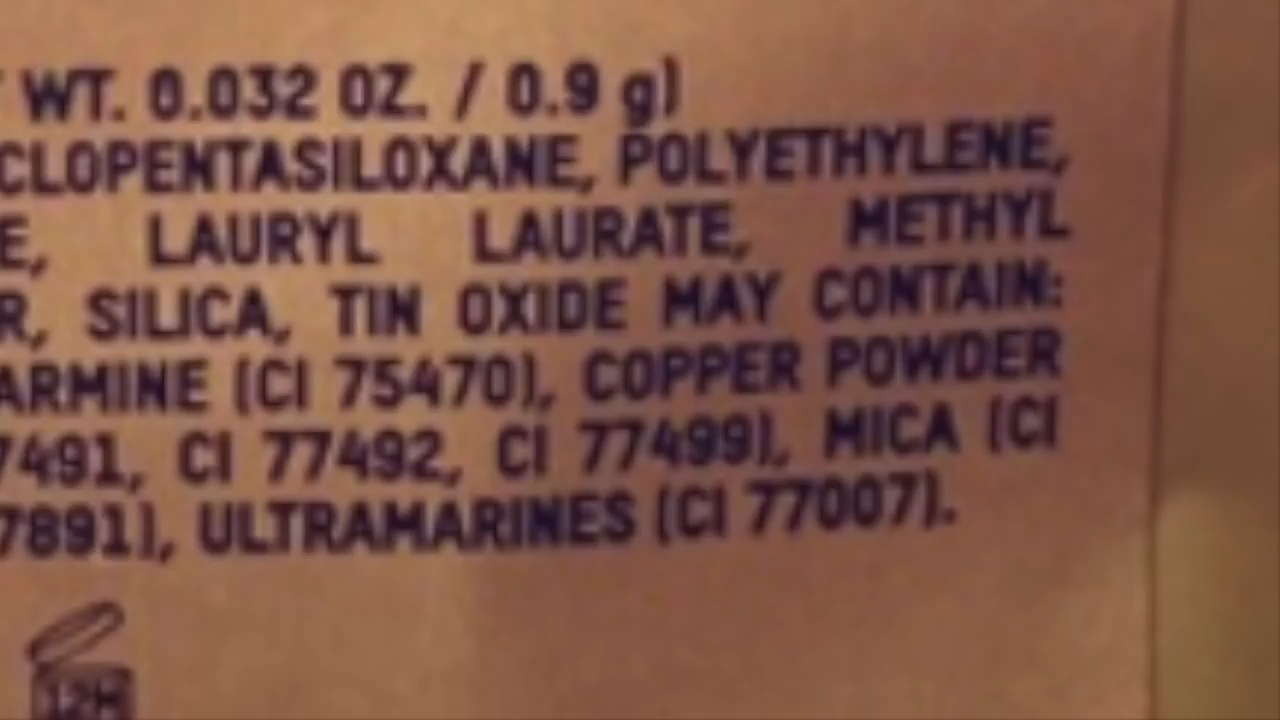 WT. 0.032 OZ. / 0.9 g)
CLOPENTASILOXANE, POLYETHYLENE,
E, LAURYL LAURATE, METHYL
R, SILICA, TIN OXIDE MAY CONTAIN:
ARMINE (CI 75470), COPPER POWDER
7491, CI 77492, CI 77499), MICA (CI
7891), ULTRAMARINES (CI 77007).
12M